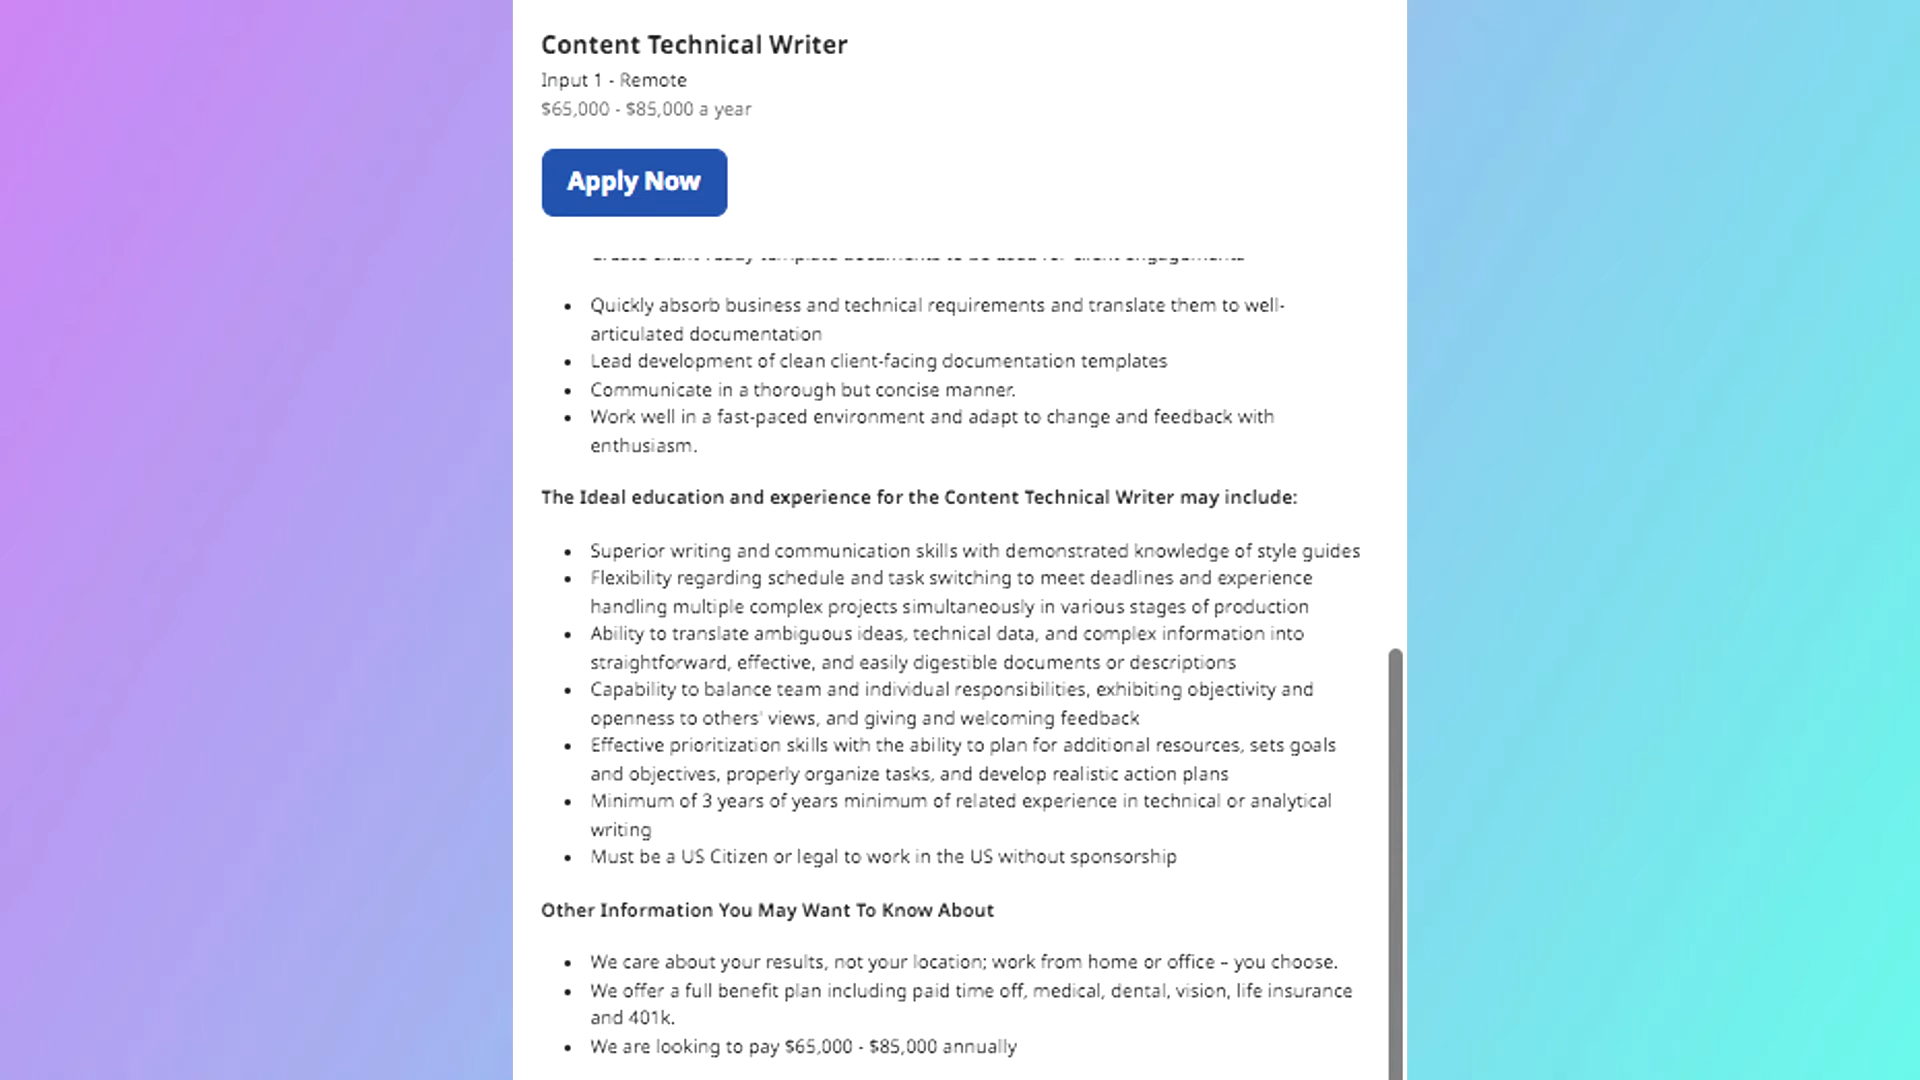 Content Technical Writer
Input 1 - Remote
$65,000 - $85,000 a year
Apply Now
Create client ready template documents to be used for client engagements
• Quickly absorb business and technical requirements and translate them to well-
articulated documentation
• Lead development of clean client-facing documentation templates
• Communicate in a thorough but concise manner.
• Work well in a fast-paced environment and adapt to change and feedback with
enthusiasm.
The Ideal education and experience for the Content Technical Writer may include:
• Superior writing and communication skills with demonstrated knowledge of style guides
• Flexibility regarding schedule and task switching to meet deadlines and experience
handling multiple complex projects simultaneously in various stages of production
• Ability to translate ambiguous ideas, technical data, and complex information into
straightforward, effective, and easily digestible documents or descriptions
• Capability to balance team and individual responsibilities, exhibiting objectivity and
openness to others' views, and giving and welcoming feedback
• Effective prioritization skills with the ability to plan for additional resources, sets goals
and objectives, properly organize tasks, and develop realistic action plans
• Minimum of 3 years of years minimum of related experience in technical or analytical
writing
• Must be a US Citizen or legal to work in the US without sponsorship
Other Information You May Want To Know About
• We care about your results, not your location; work from home or office – you choose.
• We offer a full benefit plan including paid time off, medical, dental, vision, life insurance
and 401k.
• We are looking to pay $65,000 - $85,000 annually